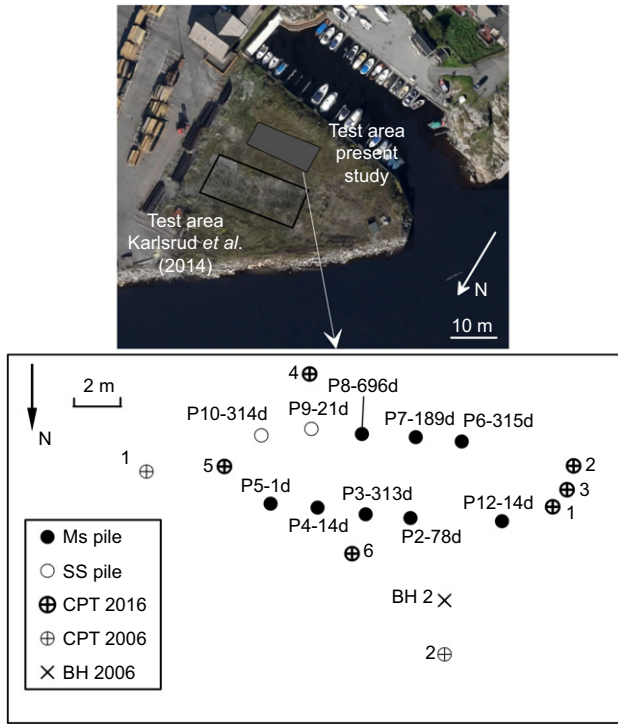 Test area
present
study
Test area
Karlsrud et al.
(2014)
N
10 m
2 m
N
4
P8-696d
P10-314d
P9-21d
P7-189d
P6-315d
1
5
2
3
1
P5-1d
P4-14d
P3-313d
P2-78d
P12-14d
6
BH 2
2
Ms pile
SS pile
CPT 2016
CPT 2006
BH 2006